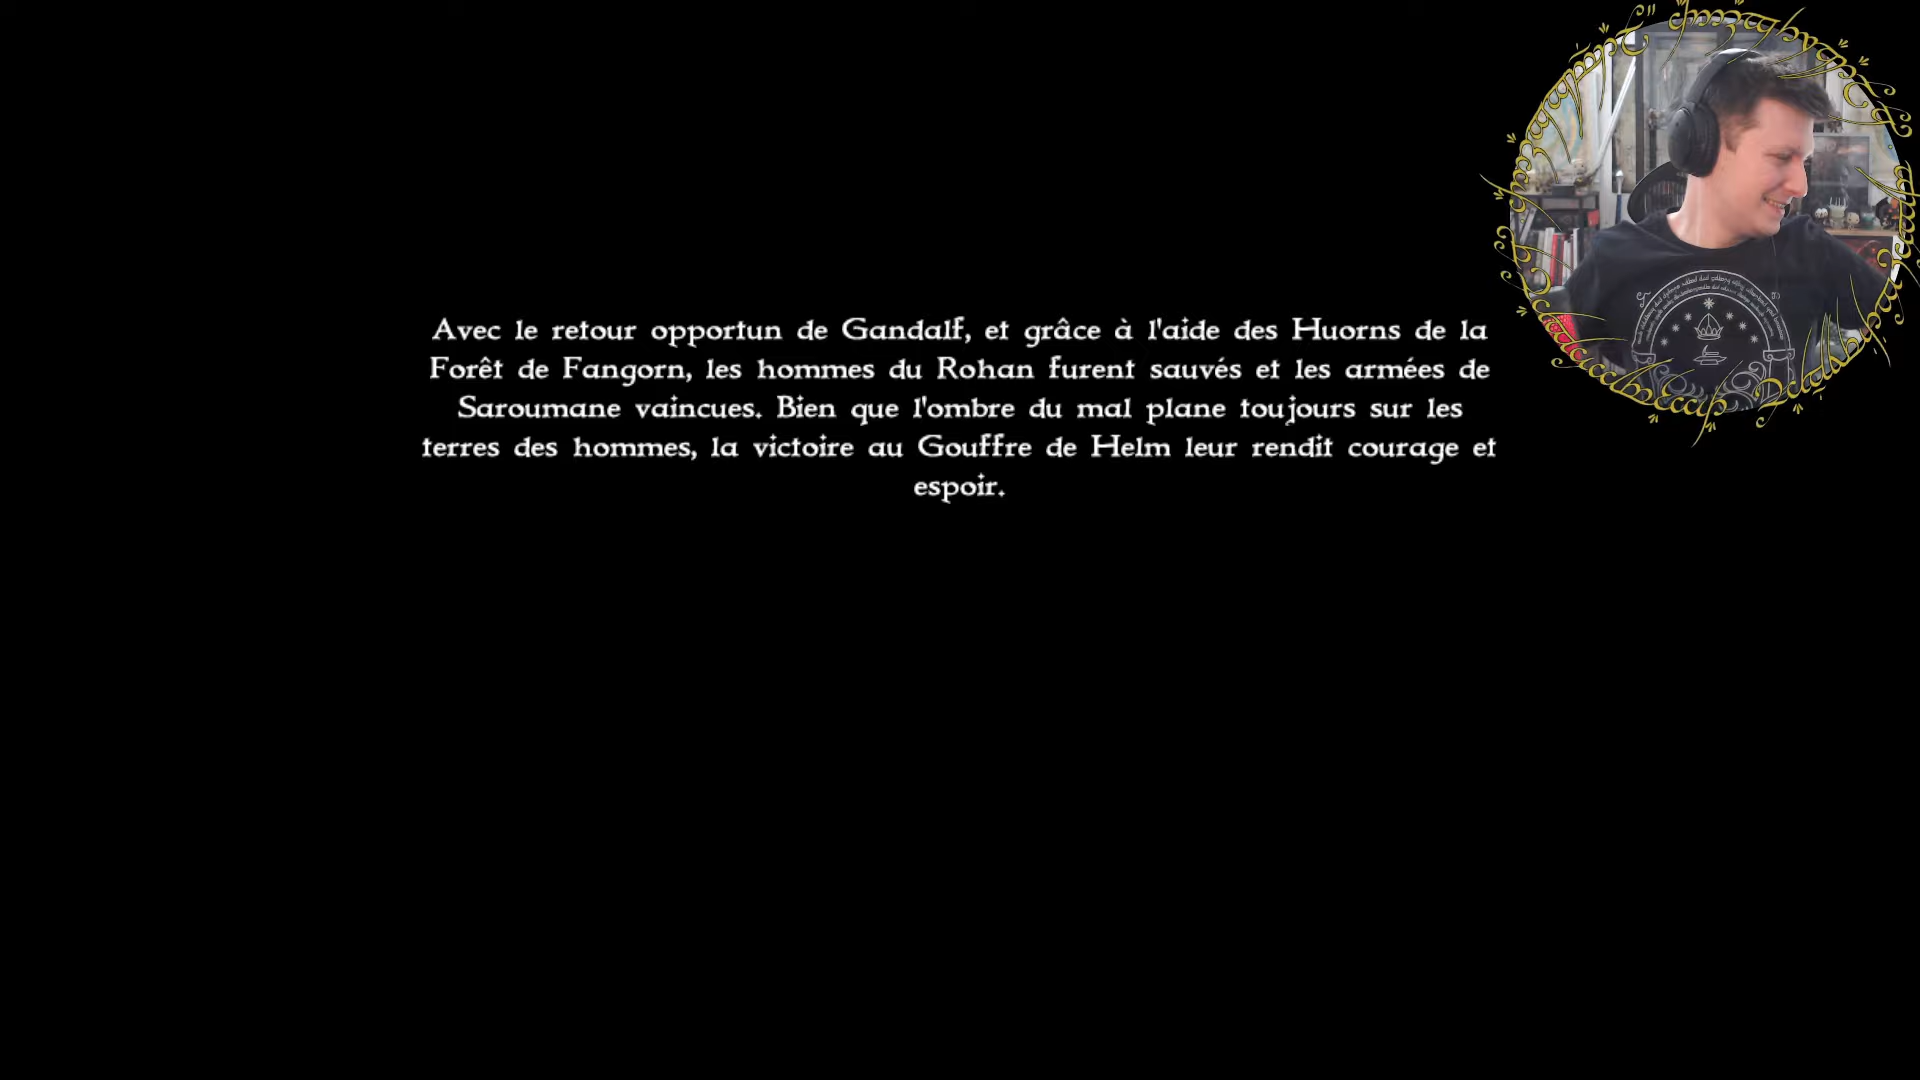 Avec le retour opportun de Gandalf, et grâce à l'aide des Huorns de la
Forêt de Fangorn, les hommes du Rohan furent sauvés et les armées de
Saroumane vaincues. Bien que l'ombre du mal plane toujours sur les
terres des hommes, la victoire au Gouffre de Helm leur rendit courage et
espoir.